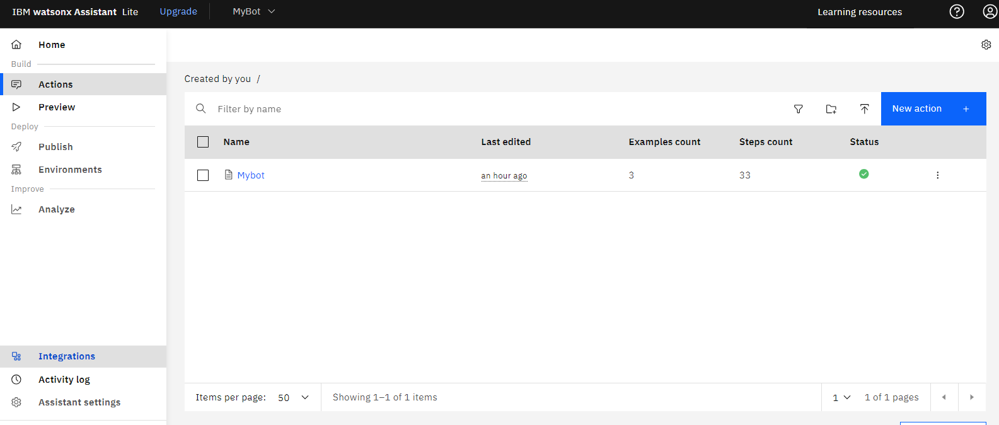 IBM watsonx Assistant Lite Upgrade MyBot Learning resources
Home
Build
Actions
Preview
Deploy
Publish
Environments
Improve
Analyze
Integrations
Activity log
Assistant settings
Created by you /
Filter by name
New action +
Name Last edited Examples count Steps count Status
Mybot an hour ago 3 33
Items per page: 50 Showing 1–1 of 1 items 1 1 of 1 pages